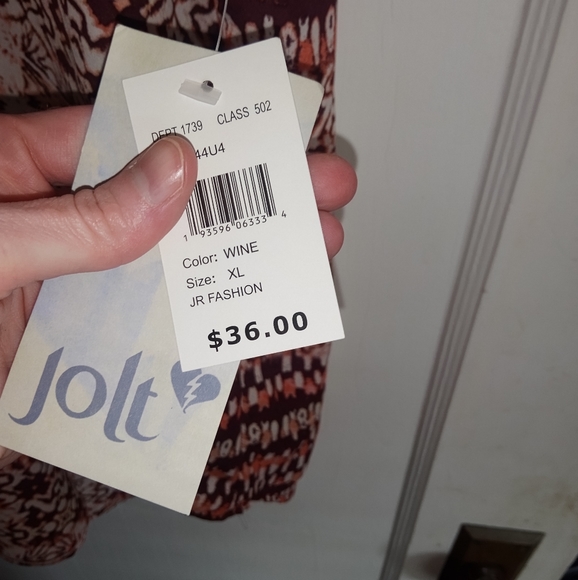 DEPT 1739 CLASS 502
44U4
1 93596 06333 4
Color: WINE
Size: XL
JR FASHION
$36.00
Jolt